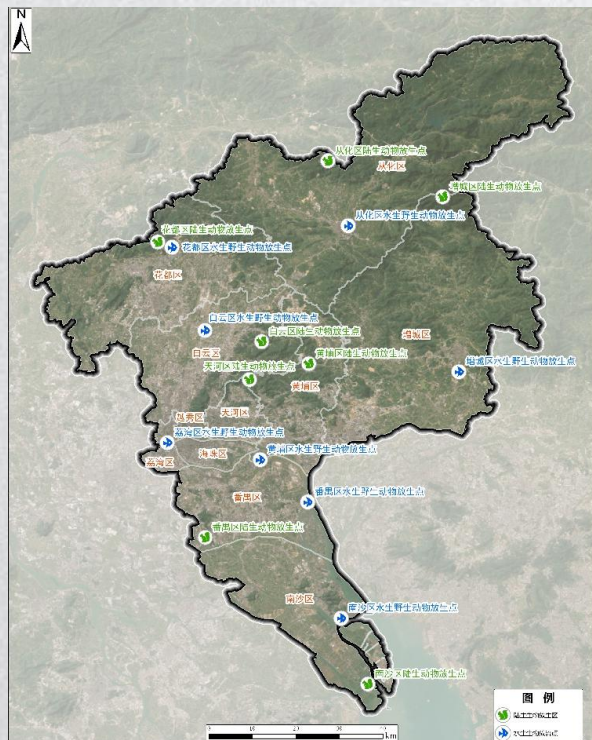 N
从化区陆生动物放生点
从化区
增城区陆生动物放生点
从化区水生野生动物放生点
花都区陆生动物放生点
花都区水生野生动物放生点
花都区
白云区水生野生动物放生点
白云区陆生动物放生点
增城区
白云区
黄埔区陆生动物放生点
天河区陆生动物放生点
增城区水生野生动物放生点
黄埔区
越秀区
天河区
荔湾区水生野生动物放生点
海珠区
黄埔区水生野生动物放生点
荔湾区
番禺区水生野生动物放生点
番禺区
番禺区陆生动物放生点
南沙区
南沙区水生野生动物放生点
南沙区陆生动物放生点
图 例
km